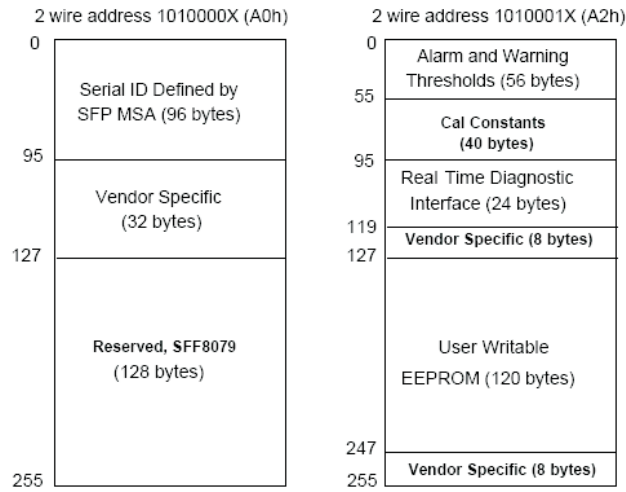 2 wire address 1010000X (A0h)
0
Serial ID Defined by
SFP MSA (96 bytes)
95
Vendor Specific
(32 bytes)
127
Reserved, SFF8079
(128 bytes)
255
2 wire address 1010001X (A2h)
0
Alarm and Warning
Thresholds (56 bytes)
55
Cal Constants
(40 bytes)
95
Real Time Diagnostic
Interface (24 bytes)
119
Vendor Specific (8 bytes)
127
User Writable
EEPROM (120 bytes)
247
Vendor Specific (8 bytes)
255